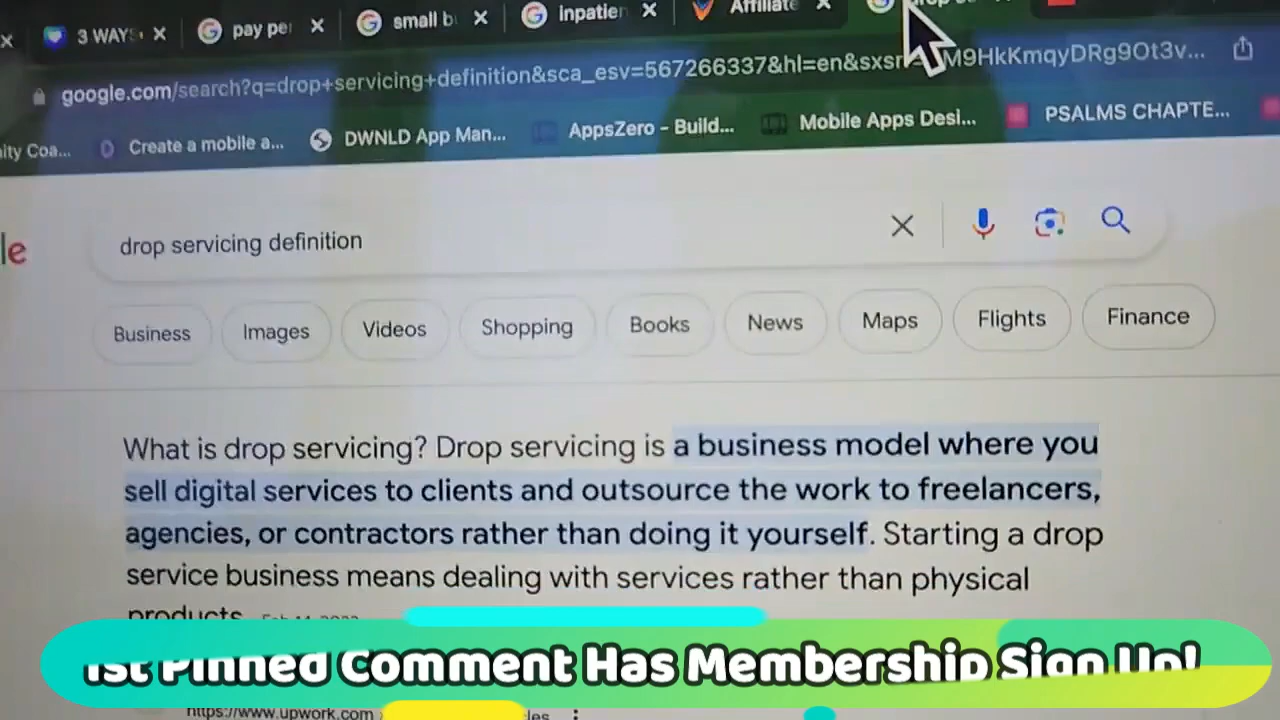 3 WAYS
pay per
small b
inpatien
Affiliate
google.com/search?q=drop+servicing+definition&sca_esv=567266337&hl=en&sxsr
M9HkKmqyDRg9Ot3v...
ity Coa...
Create a mobile a...
DWNLD App Man...
AppsZero - Build...
Mobile Apps Desi...
PSALMS CHAPTE...
le
drop servicing definition
Business
Images
Videos
Shopping
Books
News
Maps
Flights
Finance
What is drop servicing? Drop servicing is a business model where you
sell digital services to clients and outsource the work to freelancers,
agencies, or contractors rather than doing it yourself. Starting a drop
service business means dealing with services rather than physical
products.
1st Pinned Comment Has Membership Sign Up!
https://www.upwork.com